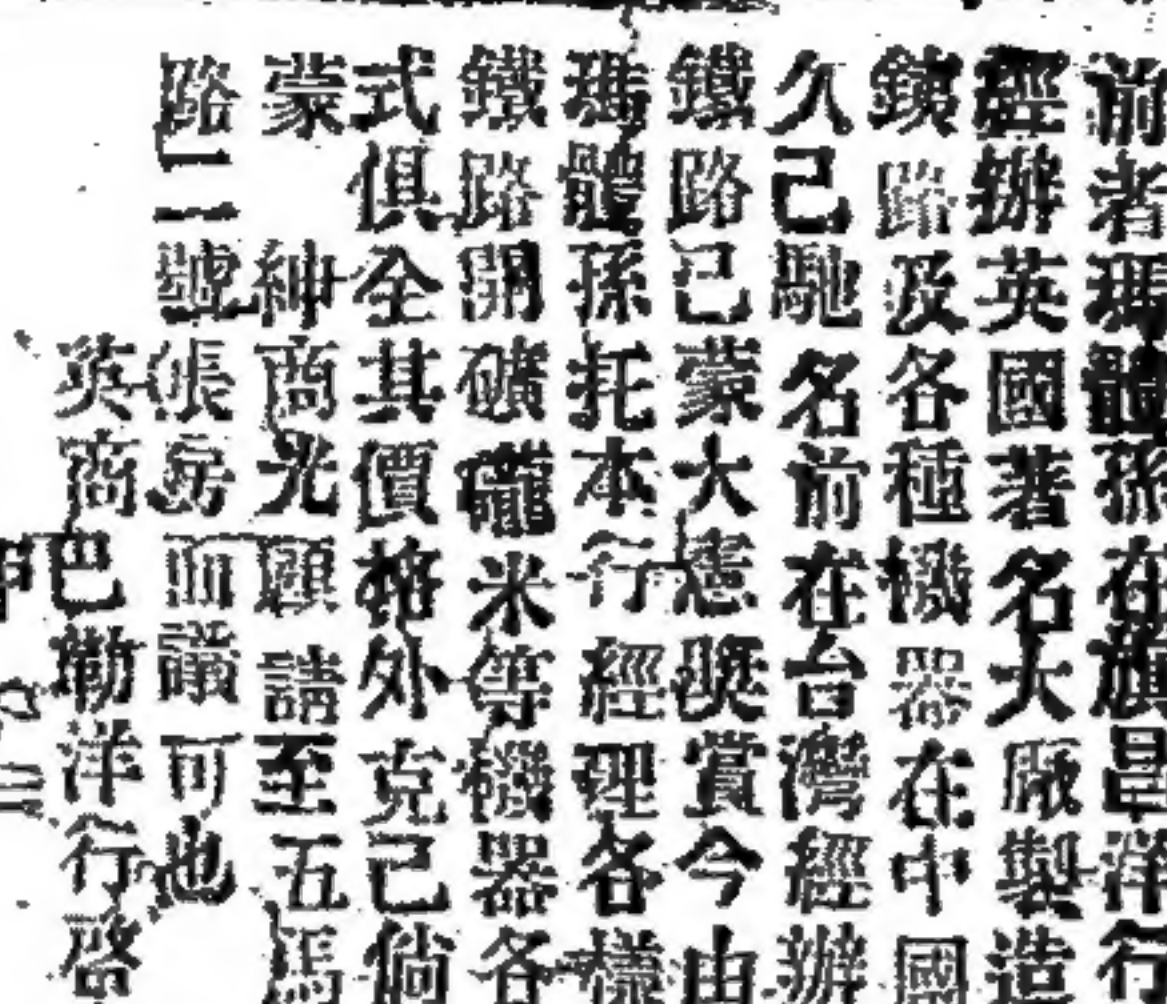 前者瑪體孫在旗昌洋行
經辦英國著名大廠製造
鐵路及各種機器在中國
久己馳名前在台灣經辦
鐵路已蒙大憲獎賞今由
瑪體孫托本行經理各樣
鐵路開礦礲米等機器各
式俱全其價格外克己倘
蒙紳商光顧請至五馬
路二號張房面議可也
英商巴勒洋行啓